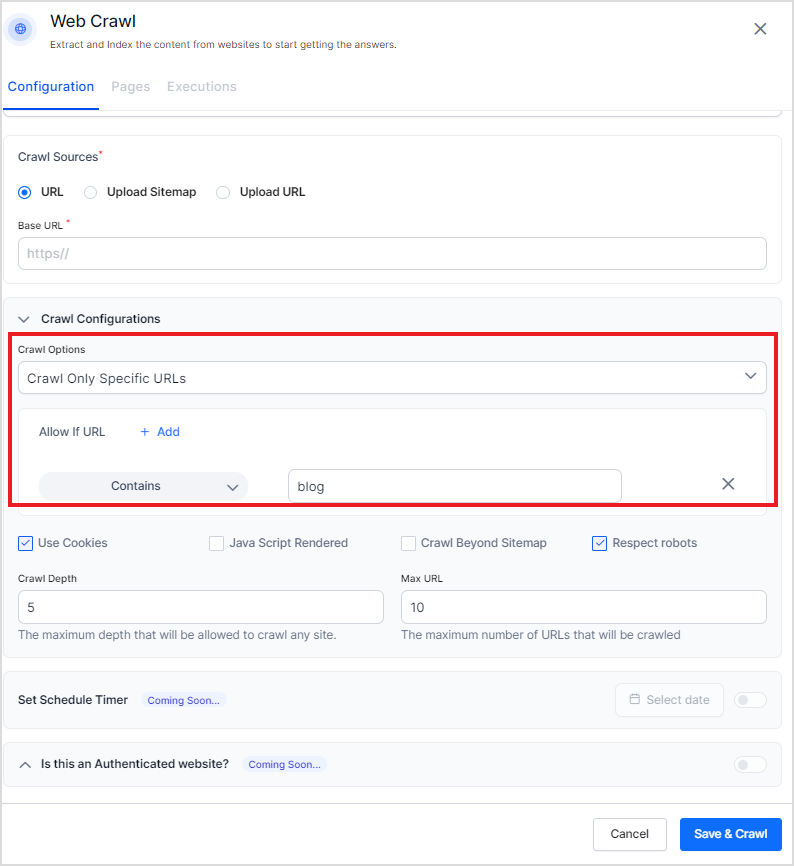 Web Crawl
Extract and Index the content from websites to start getting the answers.
Configuration Pages Executions
Crawl Sources*
URL Upload Sitemap Upload URL
Base URL *
https//
Crawl Configurations
Crawl Options
Crawl Only Specific URLs
Allow If URL + Add
Contains blog
Use Cookies Java Script Rendered Crawl Beyond Sitemap Respect robots
Crawl Depth Max URL
5 10
The maximum depth that will be allowed to crawl any site. The maximum number of URLs that will be crawled
Set Schedule Timer Coming Soon... Select date
Is this an Authenticated website? Coming Soon...
Cancel Save & Crawl